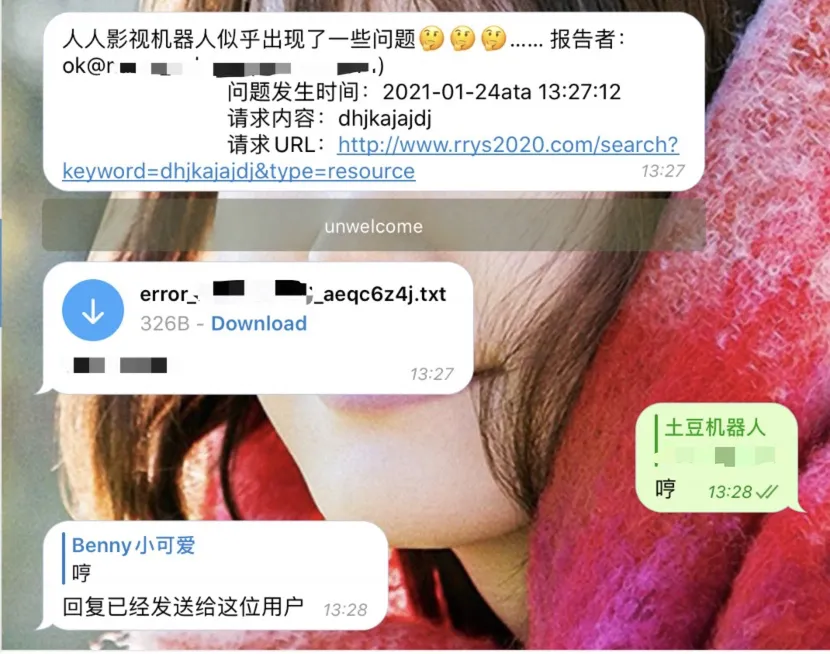 人人影视机器人似乎出现了一些问题🤔🤔🤔…… 报告者：
ok@r )
问题发生时间：2021-01-24ata 13:27:12
请求内容：dhjkajajdj
请求 URL：http://www.rrys2020.com/search?
keyword=dhjkajajdj&type=resource 13:27
unwelcome
error_ _aeqc6z4j.txt
326B - Download
13:27
土豆机器人
哼 13:28
Benny小可爱
哼
回复已经发送给这位用户 13:28